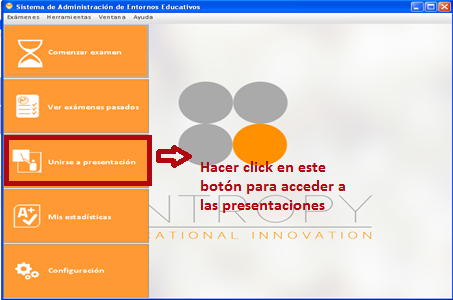 Sistema de Administración de Entornos Educativos
Exámenes Herramientas Ventana Ayuda
Comenzar examen
Ver exámenes pasados
Unirse a presentación
Hacer click en este
botón para acceder a
las presentaciones
Mis estadísticas
NTROPY
CATIONAL INNOVATION
Configuración